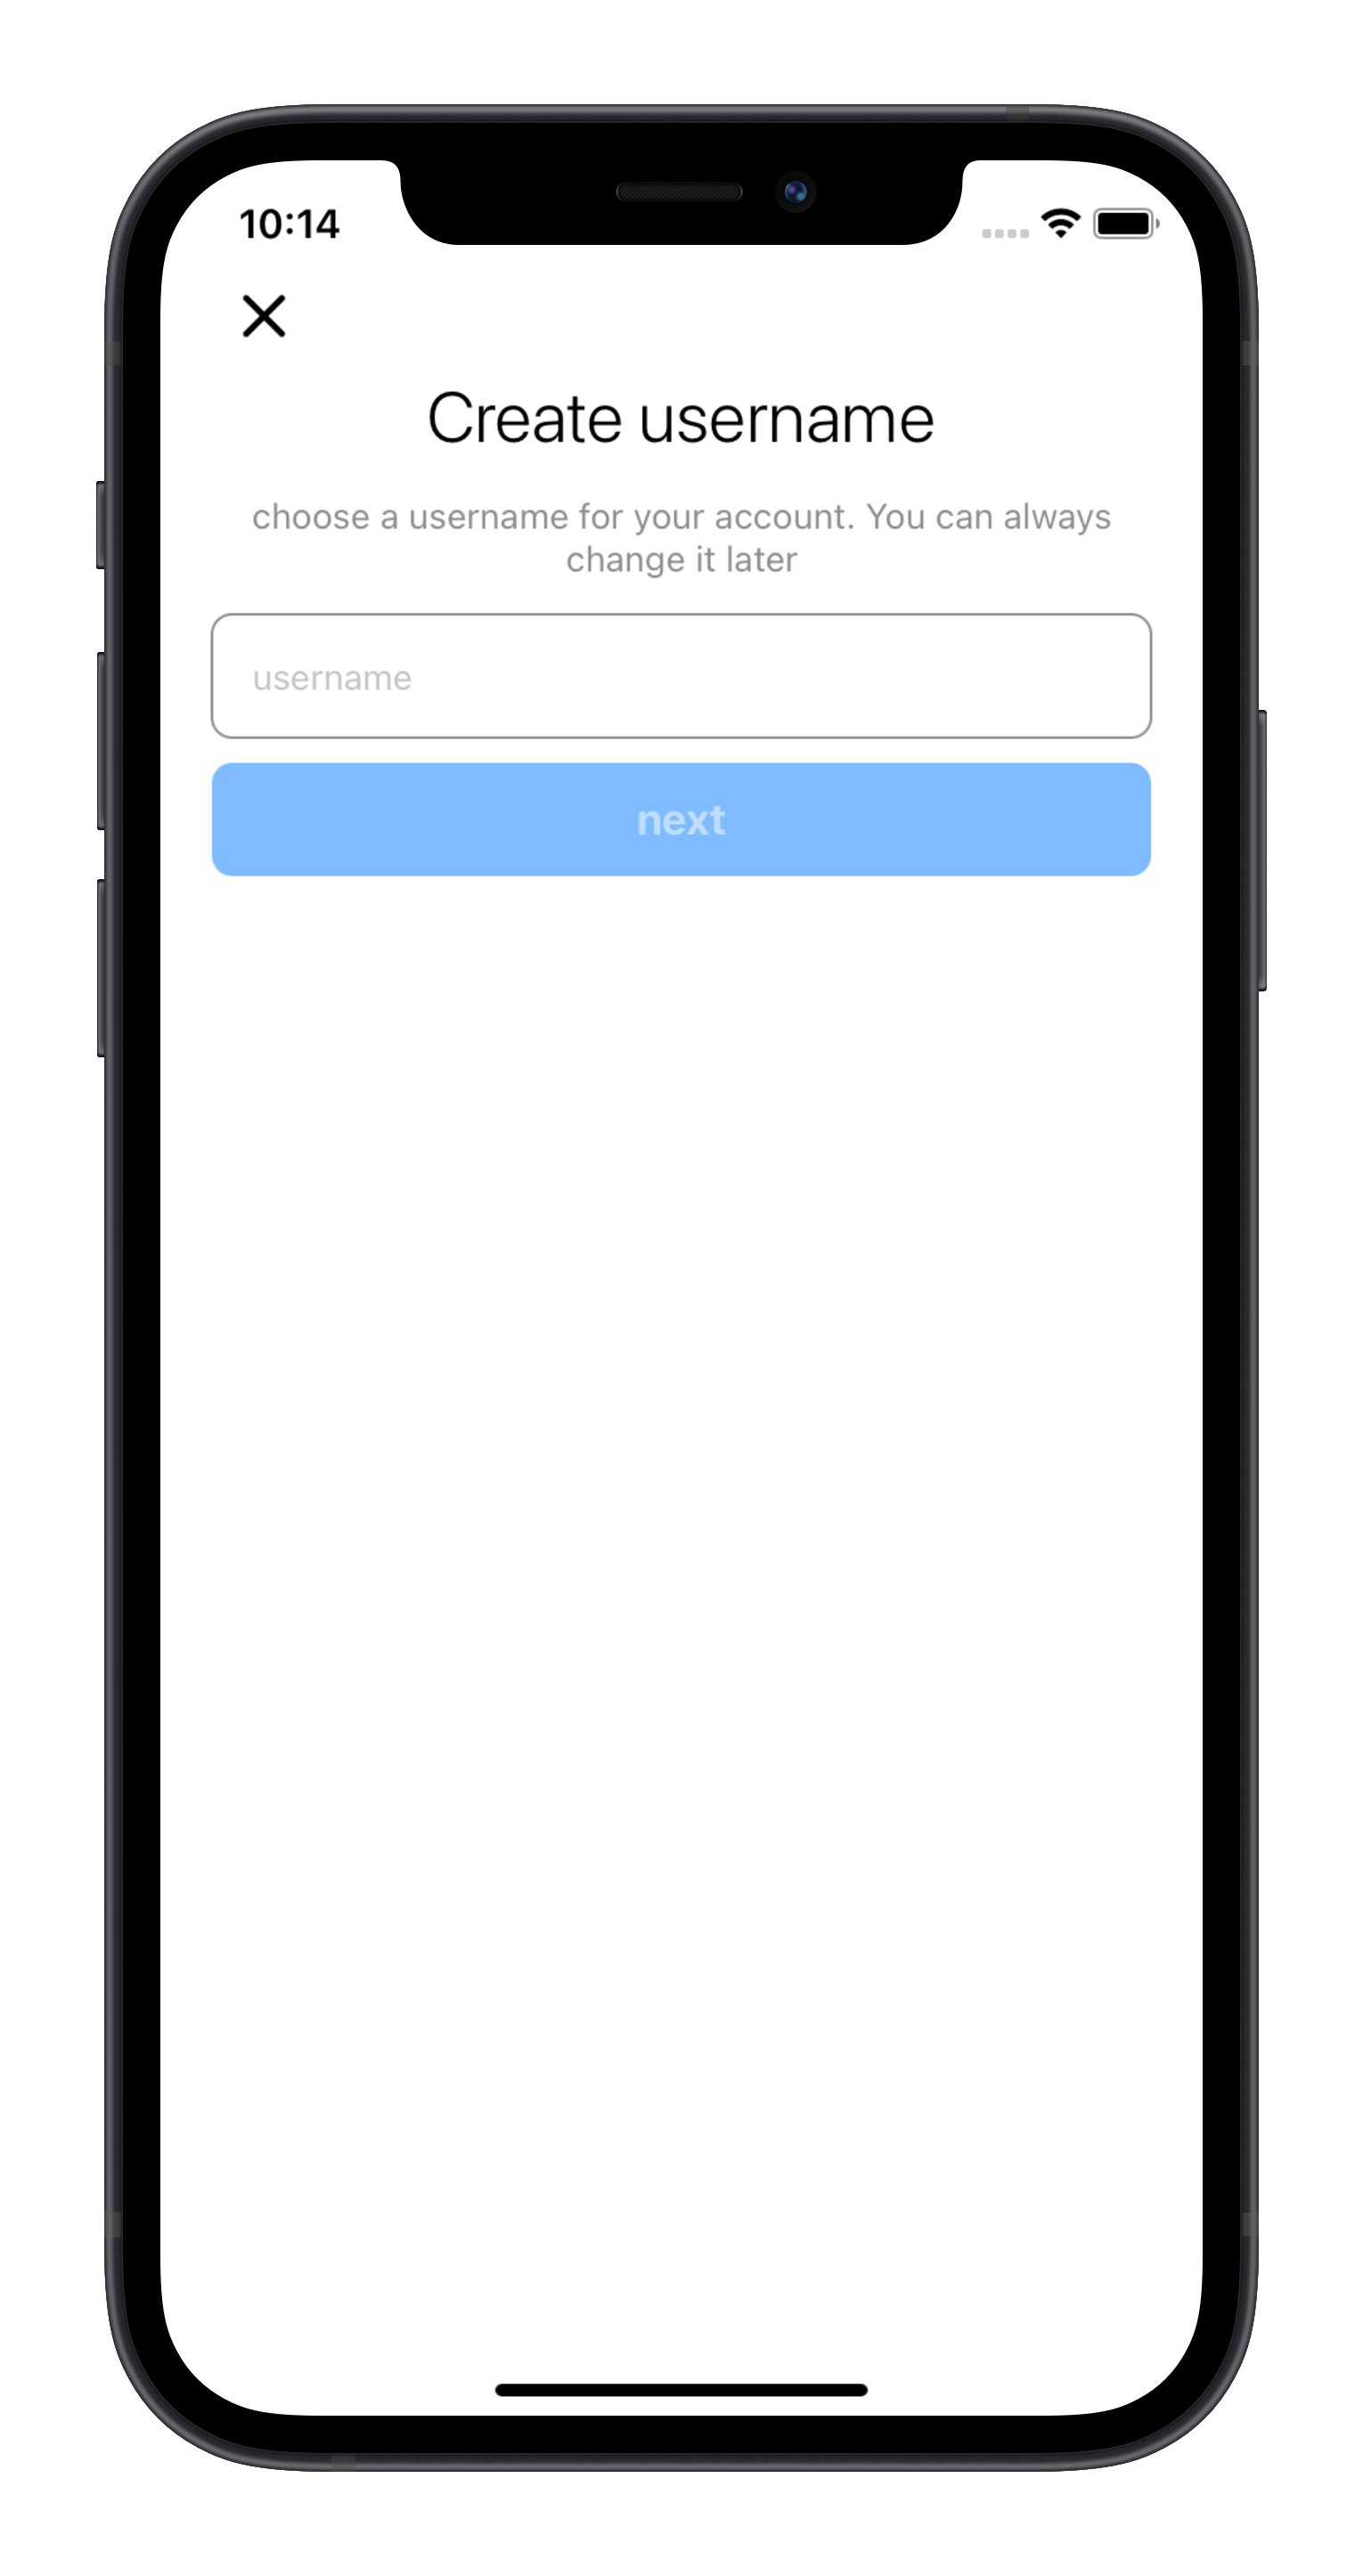 10:14
Create username
choose a username for your account. You can always
change it later
username
next